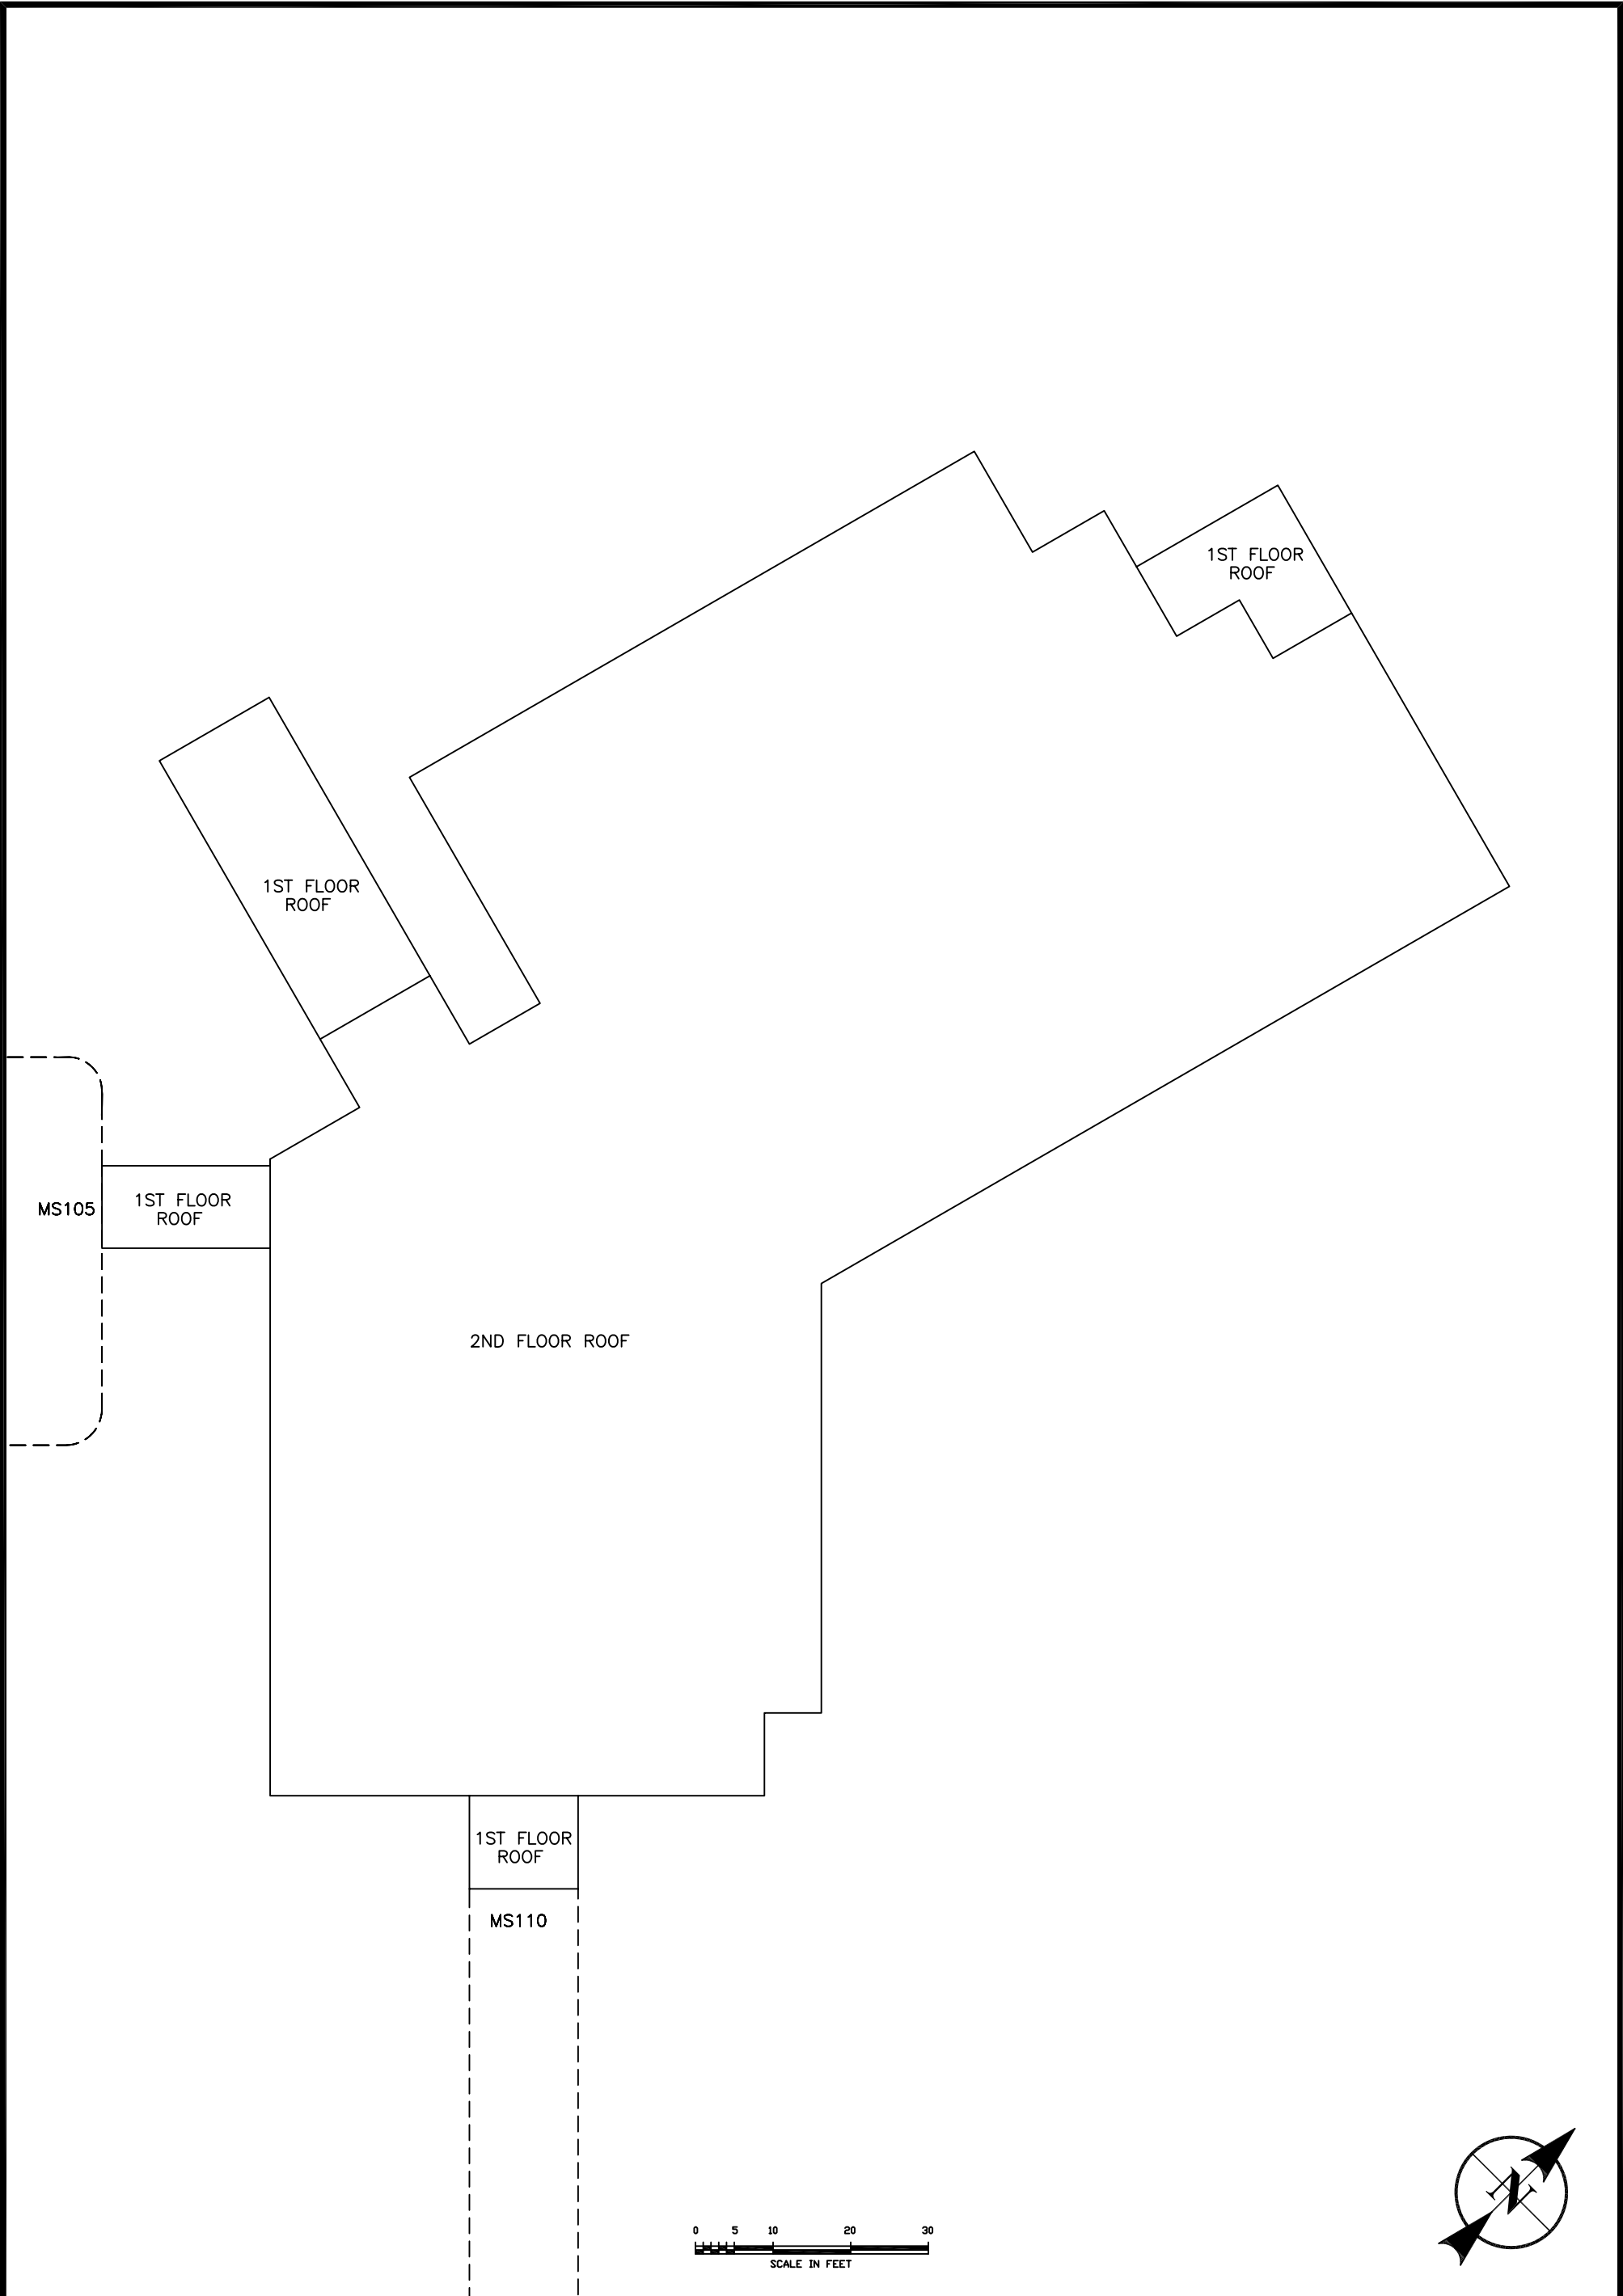 1ST FLOOR
ROOF
1ST FLOOR
ROOF
MS105
1ST FLOOR
ROOF
2ND FLOOR ROOF
1ST FLOOR
ROOF
MS110
0 5 10 20 30
SCALE IN FEET
N